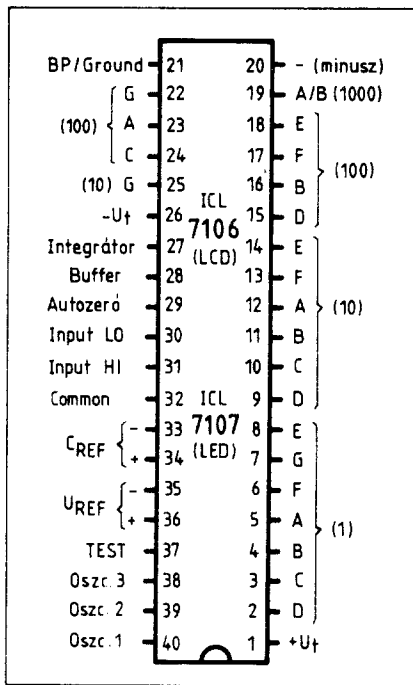 BP/Ground 21 20 - (minusz)
G 22 19 A/B (1000)
(100) A 23 18 E
C 24 17 F (100)
(10) G 25 16 B
-Ut 26 ICL 15 D
Integrátor 27 7106 14 E
Buffer 28 (LCD) 13 F
Autozeró 29 12 A (10)
Input LO 30 11 B
Input HI 31 10 C
Common 32 ICL 9 D
CREF - 33 7107 8 E
+ 34 (LED) 7 G
UREF - 35 6 F
+ 36 5 A (1)
TEST 37 4 B
Oszc. 3 38 3 C
Oszc. 2 39 2 D
Oszc. 1 40 1 +Ut